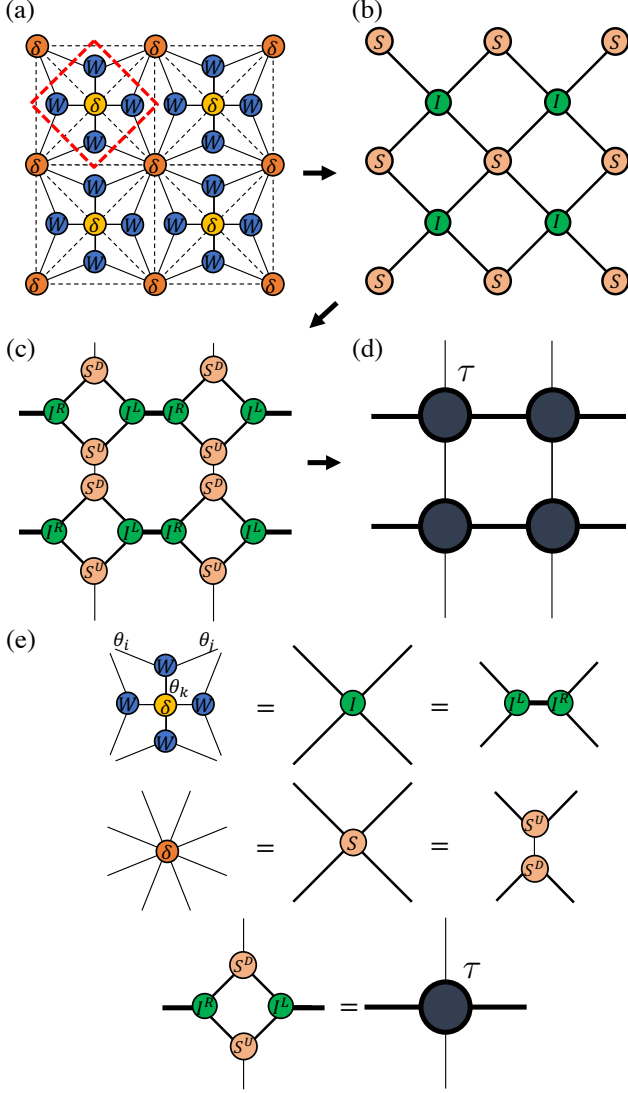 (a)
(b)
δ δ δ
W W
W δ W W δ W
W W
δ δ δ
W W
W δ W W δ W
W W
δ δ δ
S S S
I I
S S S
I I
S S S
(c)
(d)
S^D S^D
I^R I^L I^R I^L
S^U S^U
S^D S^D
I^R I^L I^R I^L
S^U S^U
τ
(e)
θ_i θ_j
W
θ_k
W δ W
W
= I = I^L I^R
δ = S = S^U
S^D
S^D
I^R I^L = τ
S^U